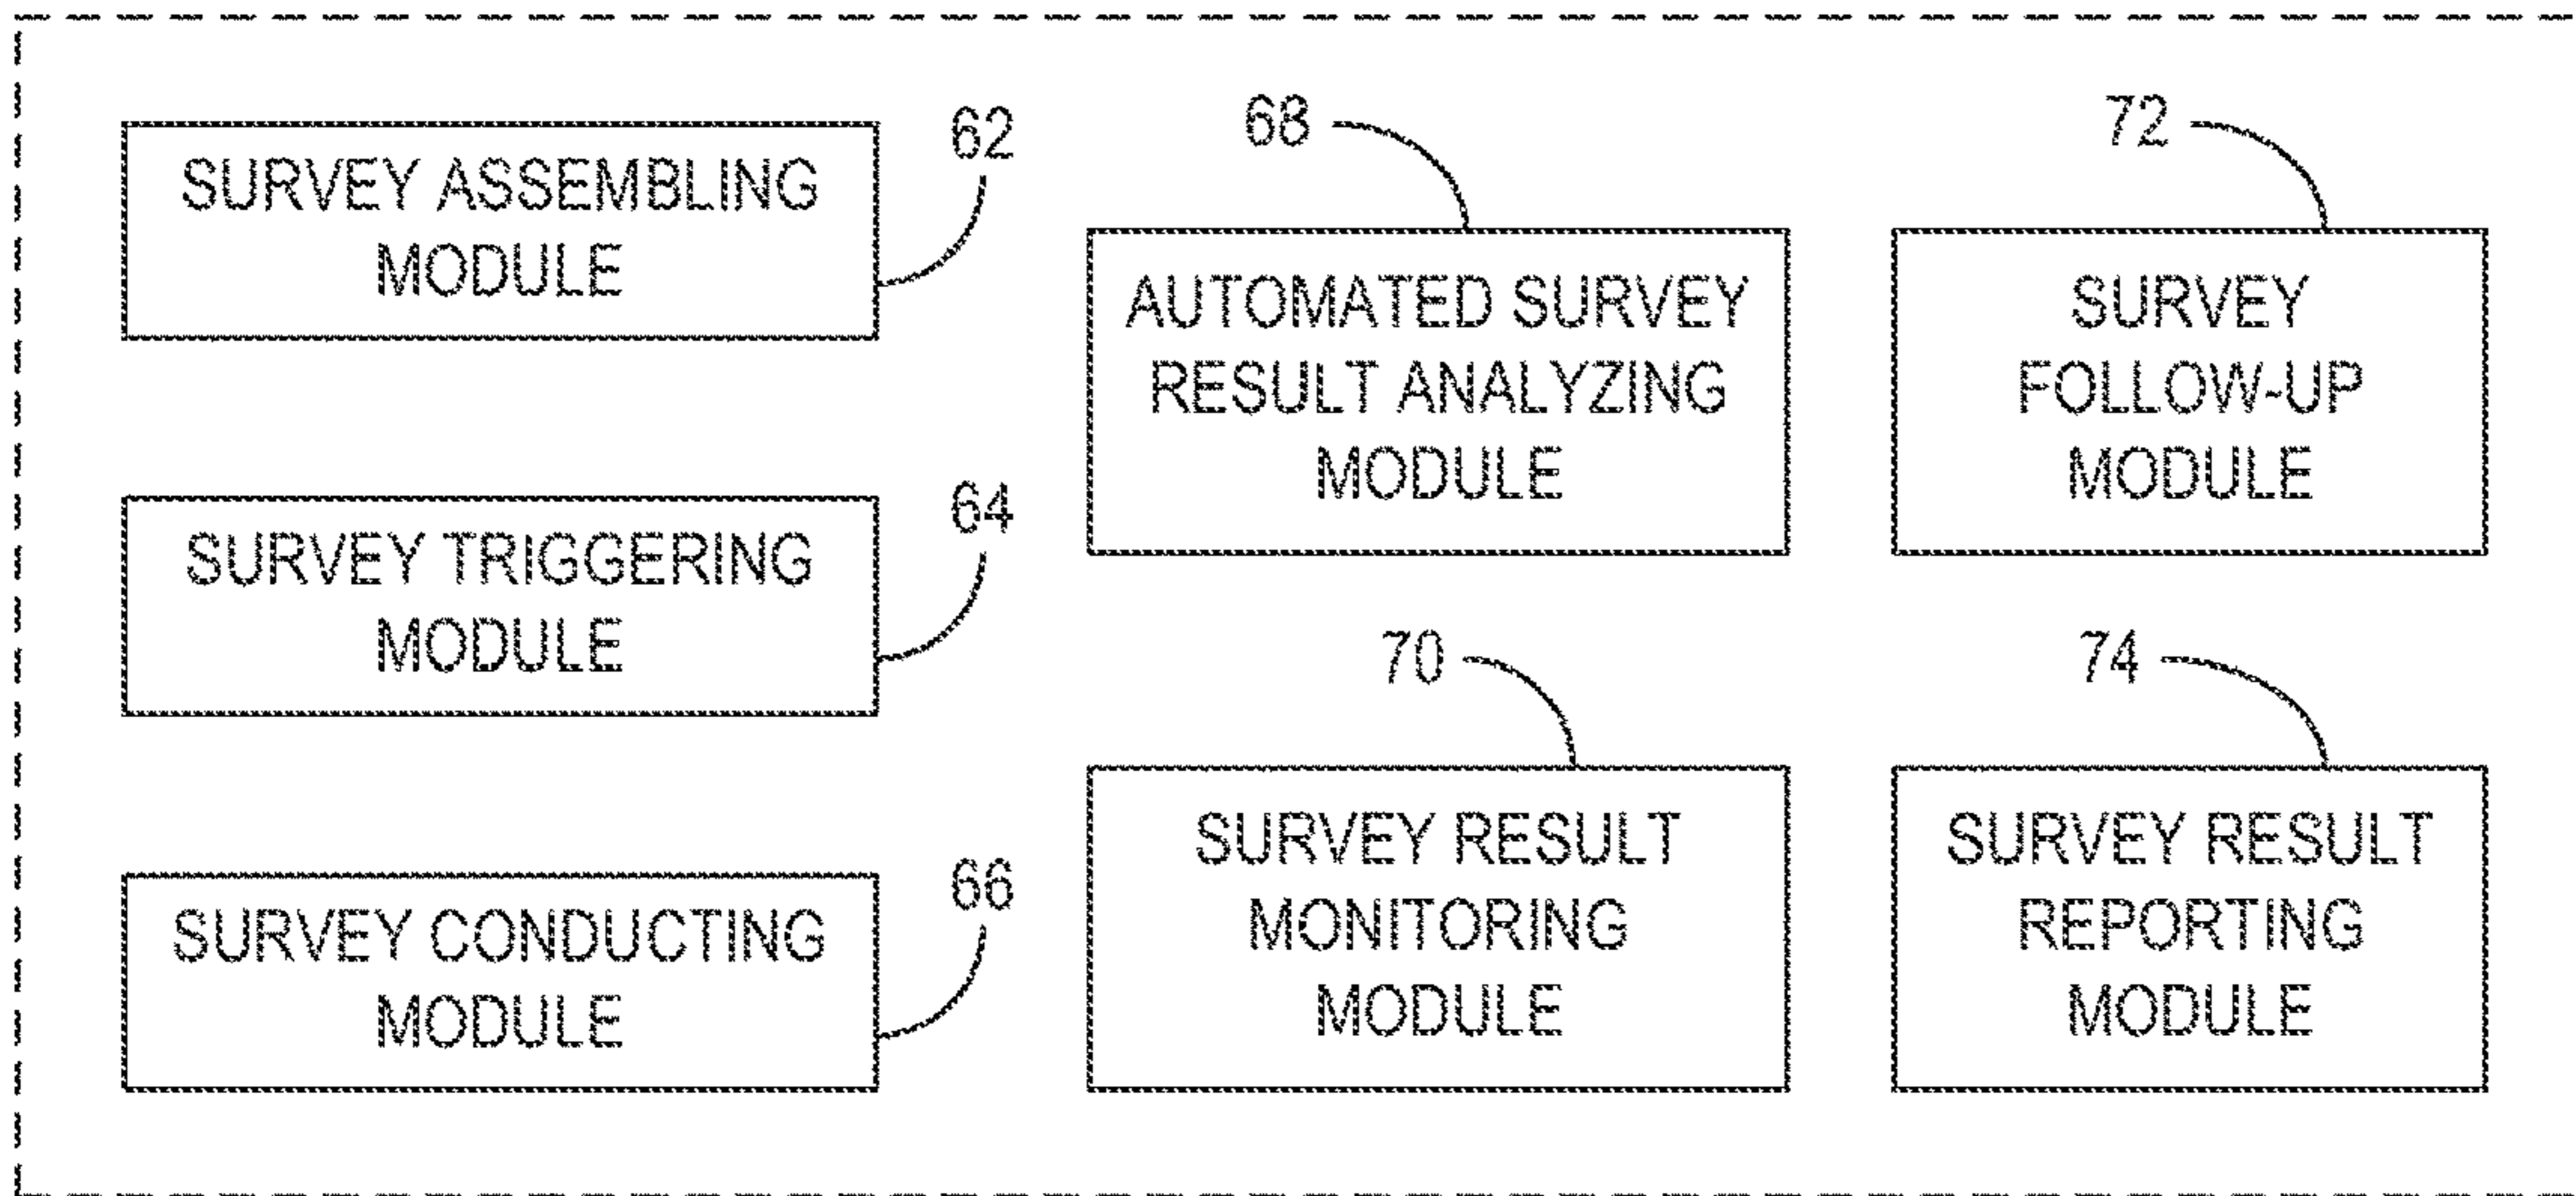 62
SURVEY ASSEMBLING
MODULE
64
SURVEY TRIGGERING
MODULE
66
SURVEY CONDUCTING
MODULE
68
AUTOMATED SURVEY
RESULT ANALYZING
MODULE
70
SURVEY RESULT
MONITORING
MODULE
72
SURVEY
FOLLOW-UP
MODULE
74
SURVEY RESULT
REPORTING
MODULE